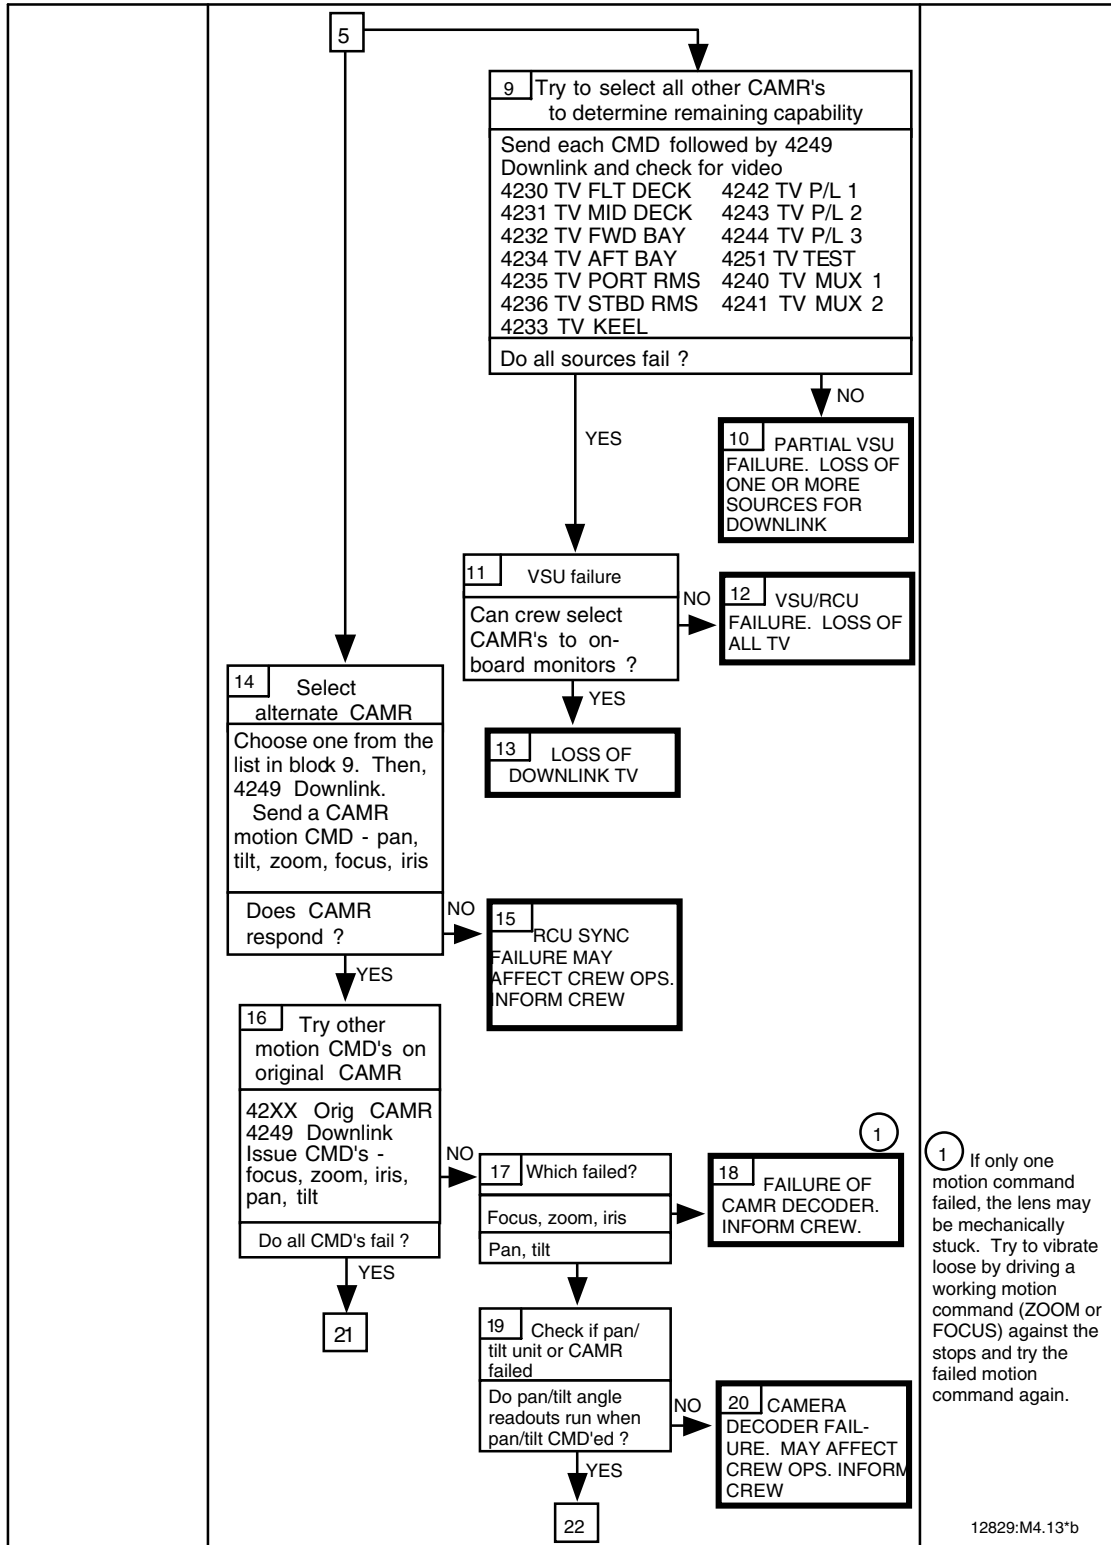 5
9 Try to select all other CAMR's
to determine remaining capability
Send each CMD followed by 4249
Downlink and check for video
4230 TV FLT DECK 4242 TV P/L 1
4231 TV MID DECK 4243 TV P/L 2
4232 TV FWD BAY 4244 TV P/L 3
4234 TV AFT BAY 4251 TV TEST
4235 TV PORT RMS 4240 TV MUX 1
4236 TV STBD RMS 4241 TV MUX 2
4233 TV KEEL
Do all sources fail ?
NO
YES
10 PARTIAL VSU
FAILURE. LOSS OF
ONE OR MORE
SOURCES FOR
DOWNLINK
11 VSU failure
Can crew select
CAMR's to on-
board monitors ?
NO
12 VSU/RCU
FAILURE. LOSS OF
ALL TV
YES
13 LOSS OF
DOWNLINK TV
14 Select
alternate CAMR
Choose one from the
list in block 9. Then,
4249 Downlink.
Send a CAMR
motion CMD - pan,
tilt, zoom, focus, iris
Does CAMR
respond ?
NO
15 RCU SYNC
FAILURE MAY
AFFECT CREW OPS.
INFORM CREW
YES
16 Try other
motion CMD's on
original CAMR
42XX Orig CAMR
4249 Downlink
Issue CMD's -
focus, zoom, iris,
pan, tilt
Do all CMD's fail ?
NO
YES
21
17 Which failed?
Focus, zoom, iris
Pan, tilt
1
18 FAILURE OF
CAMR DECODER.
INFORM CREW.
19 Check if pan/
tilt unit or CAMR
failed
Do pan/tilt angle
readouts run when
pan/tilt CMD'ed ?
NO
20 CAMERA
DECODER FAIL-
URE. MAY AFFECT
CREW OPS. INFORM
CREW
YES
22
1 If only one
motion command
failed, the lens may
be mechanically
stuck. Try to vibrate
loose by driving a
working motion
command (ZOOM or
FOCUS) against the
stops and try the
failed motion
command again.
12829:M4.13*b